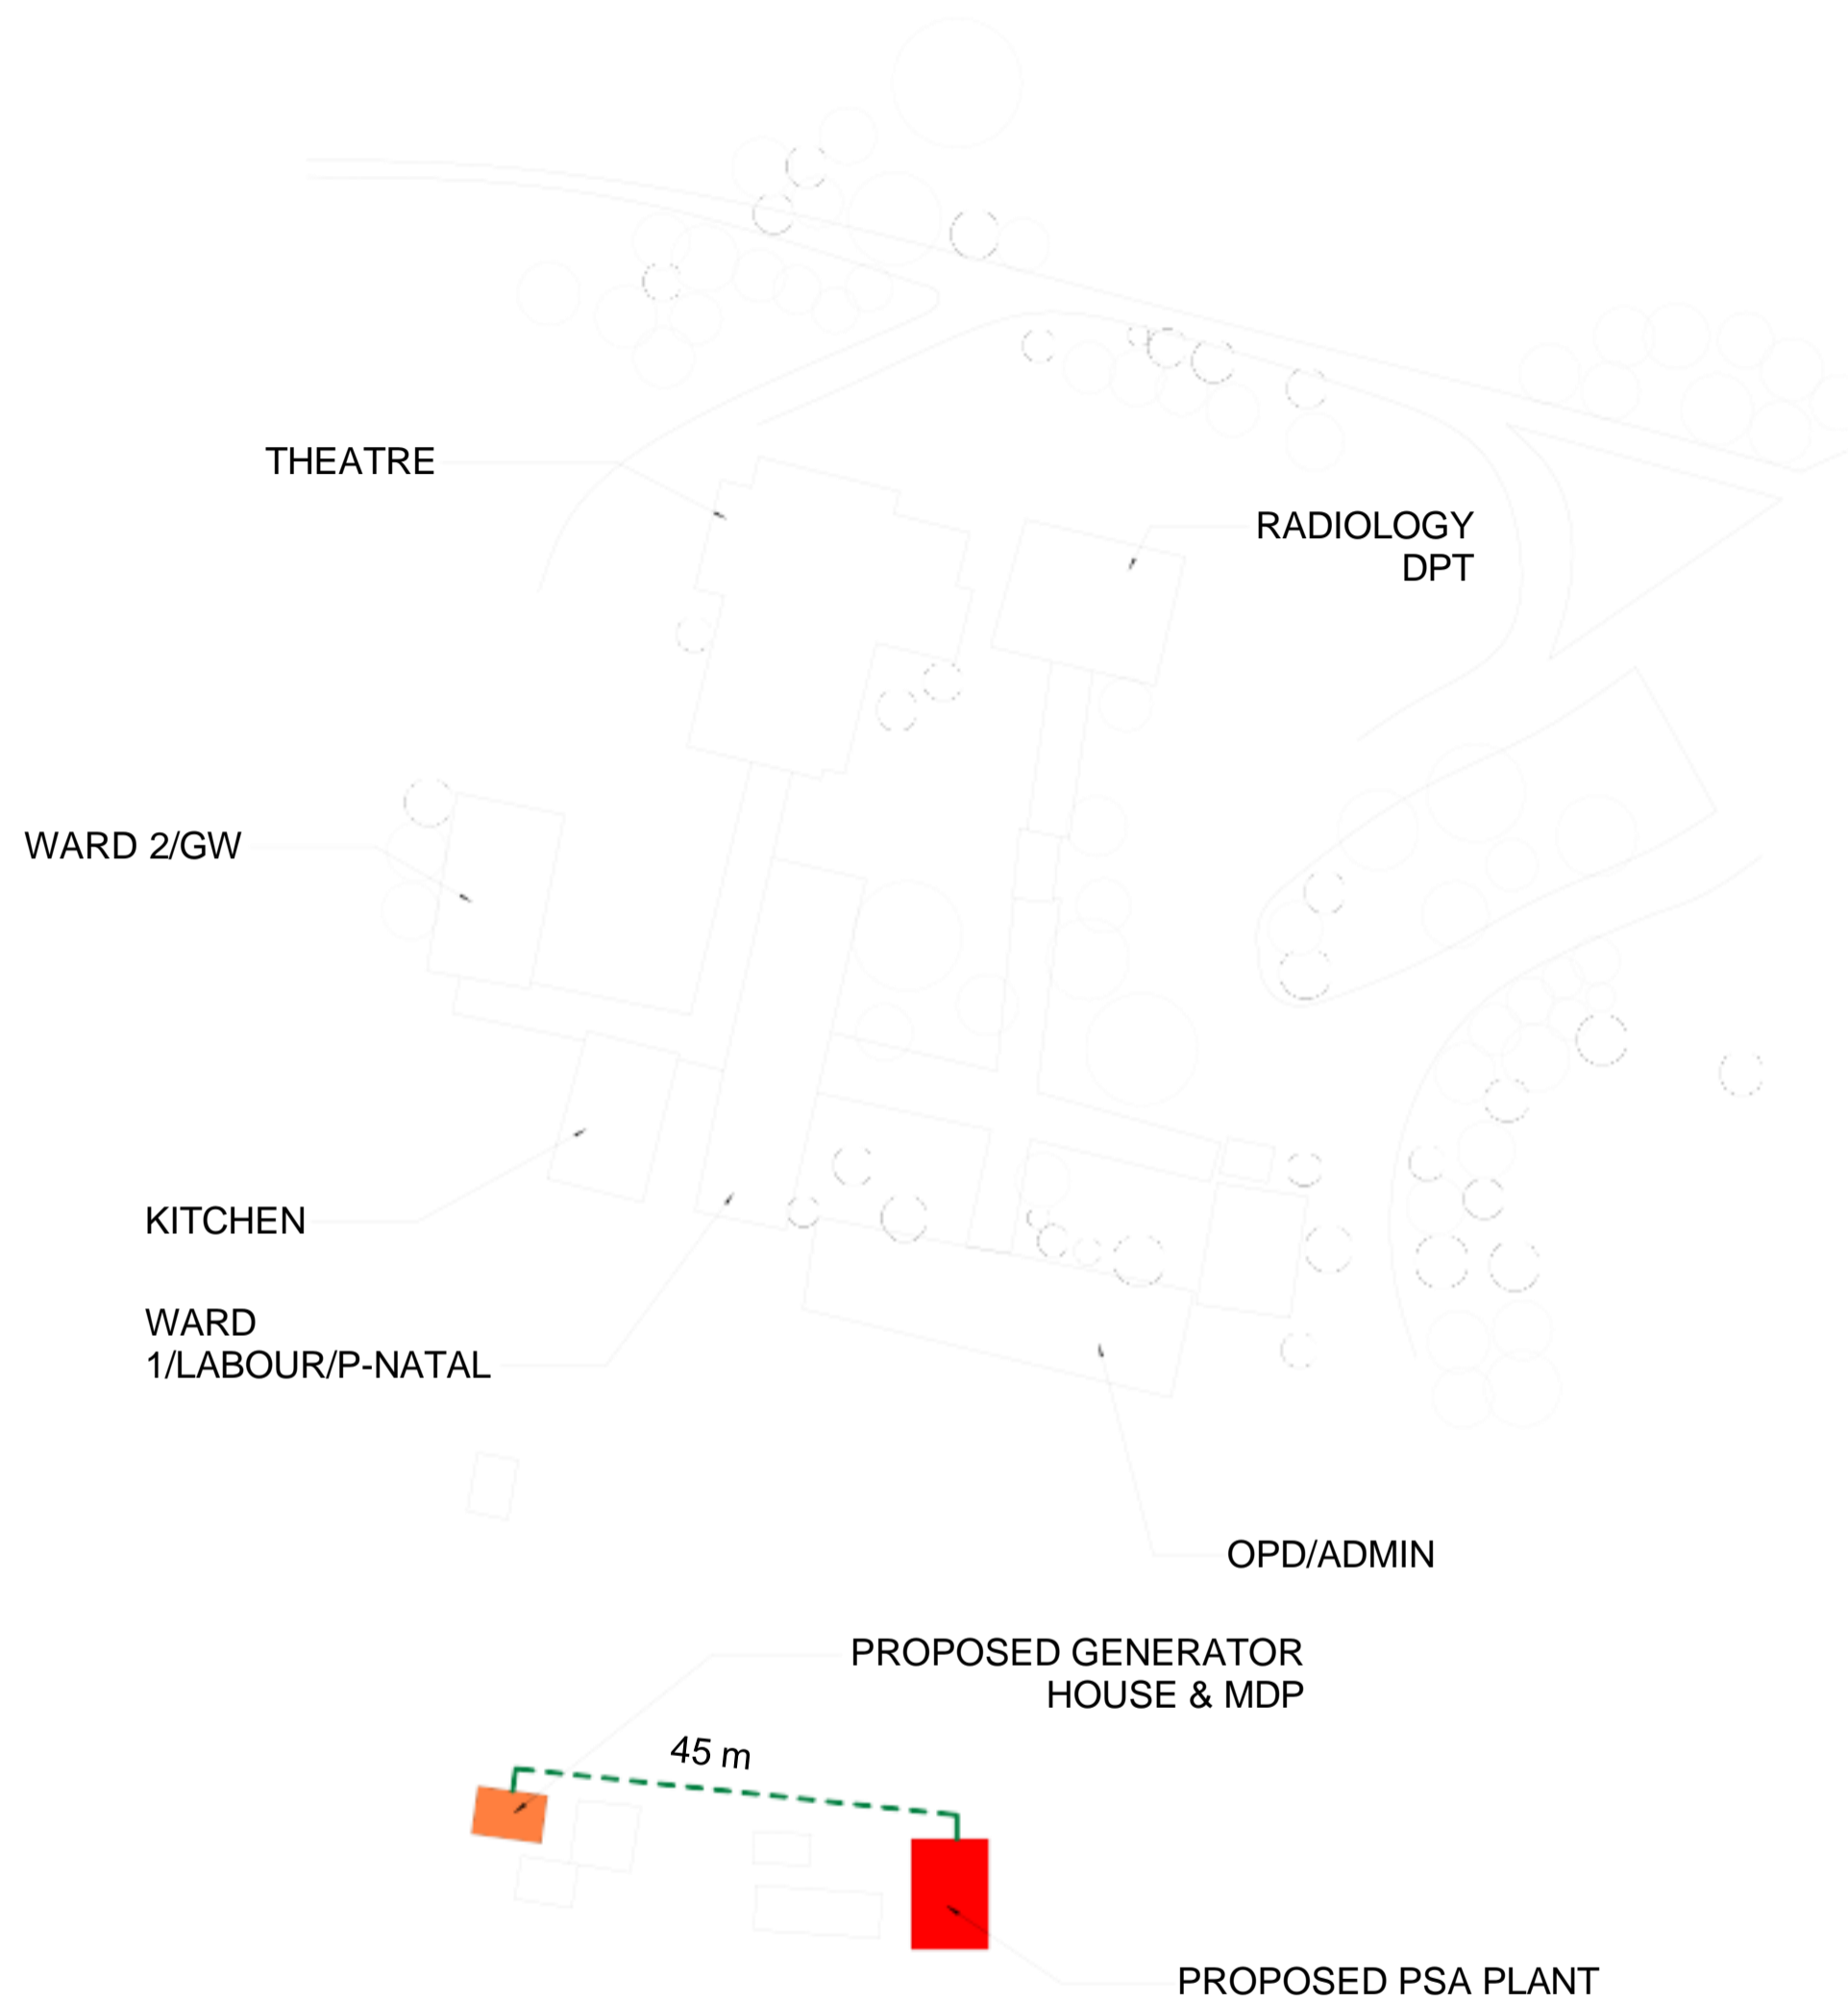 THEATRE
RADIOLOGY
DPT
WARD 2/GW
KITCHEN
WARD
1/LABOUR/P-NATAL
OPD/ADMIN
PROPOSED GENERATOR
HOUSE & MDP
45 m
PROPOSED PSA PLANT